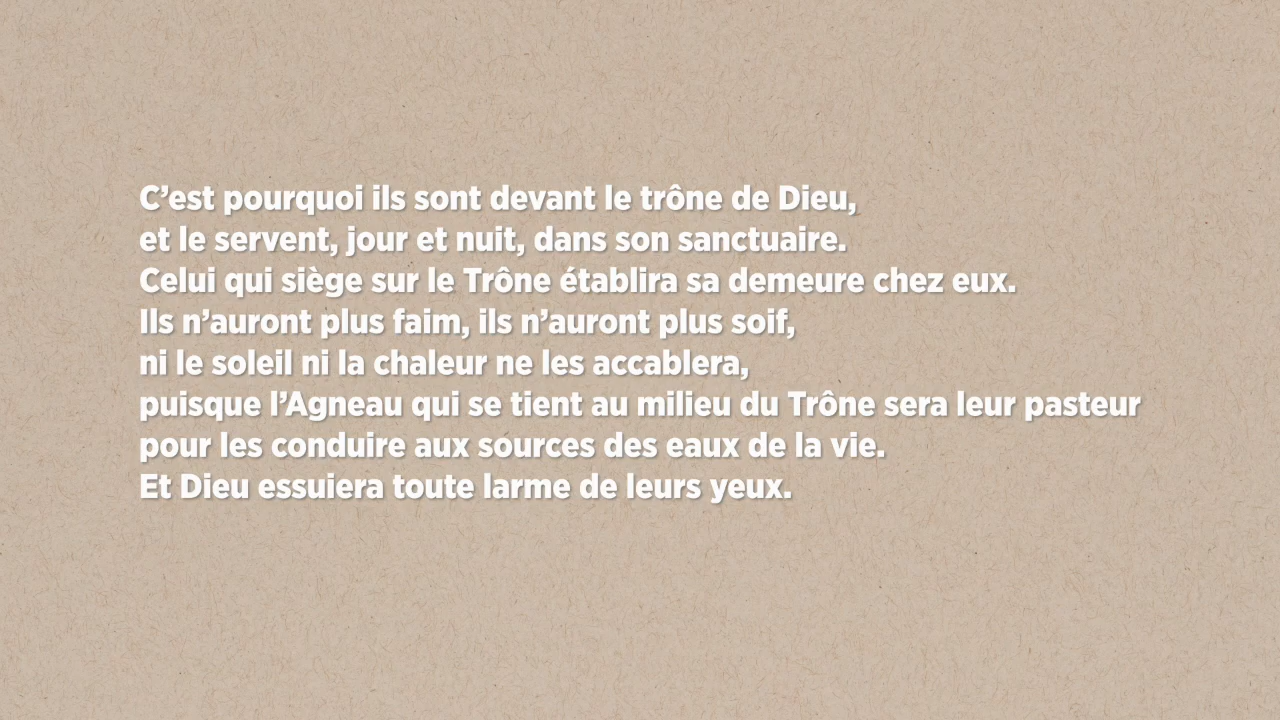 C’est pourquoi ils sont devant le trône de Dieu,
et le servent, jour et nuit, dans son sanctuaire.
Celui qui siège sur le Trône établira sa demeure chez eux.
Ils n’auront plus faim, ils n’auront plus soif,
ni le soleil ni la chaleur ne les accablera,
puisque l’Agneau qui se tient au milieu du Trône sera leur pasteur
pour les conduire aux sources des eaux de la vie.
Et Dieu essuiera toute larme de leurs yeux.